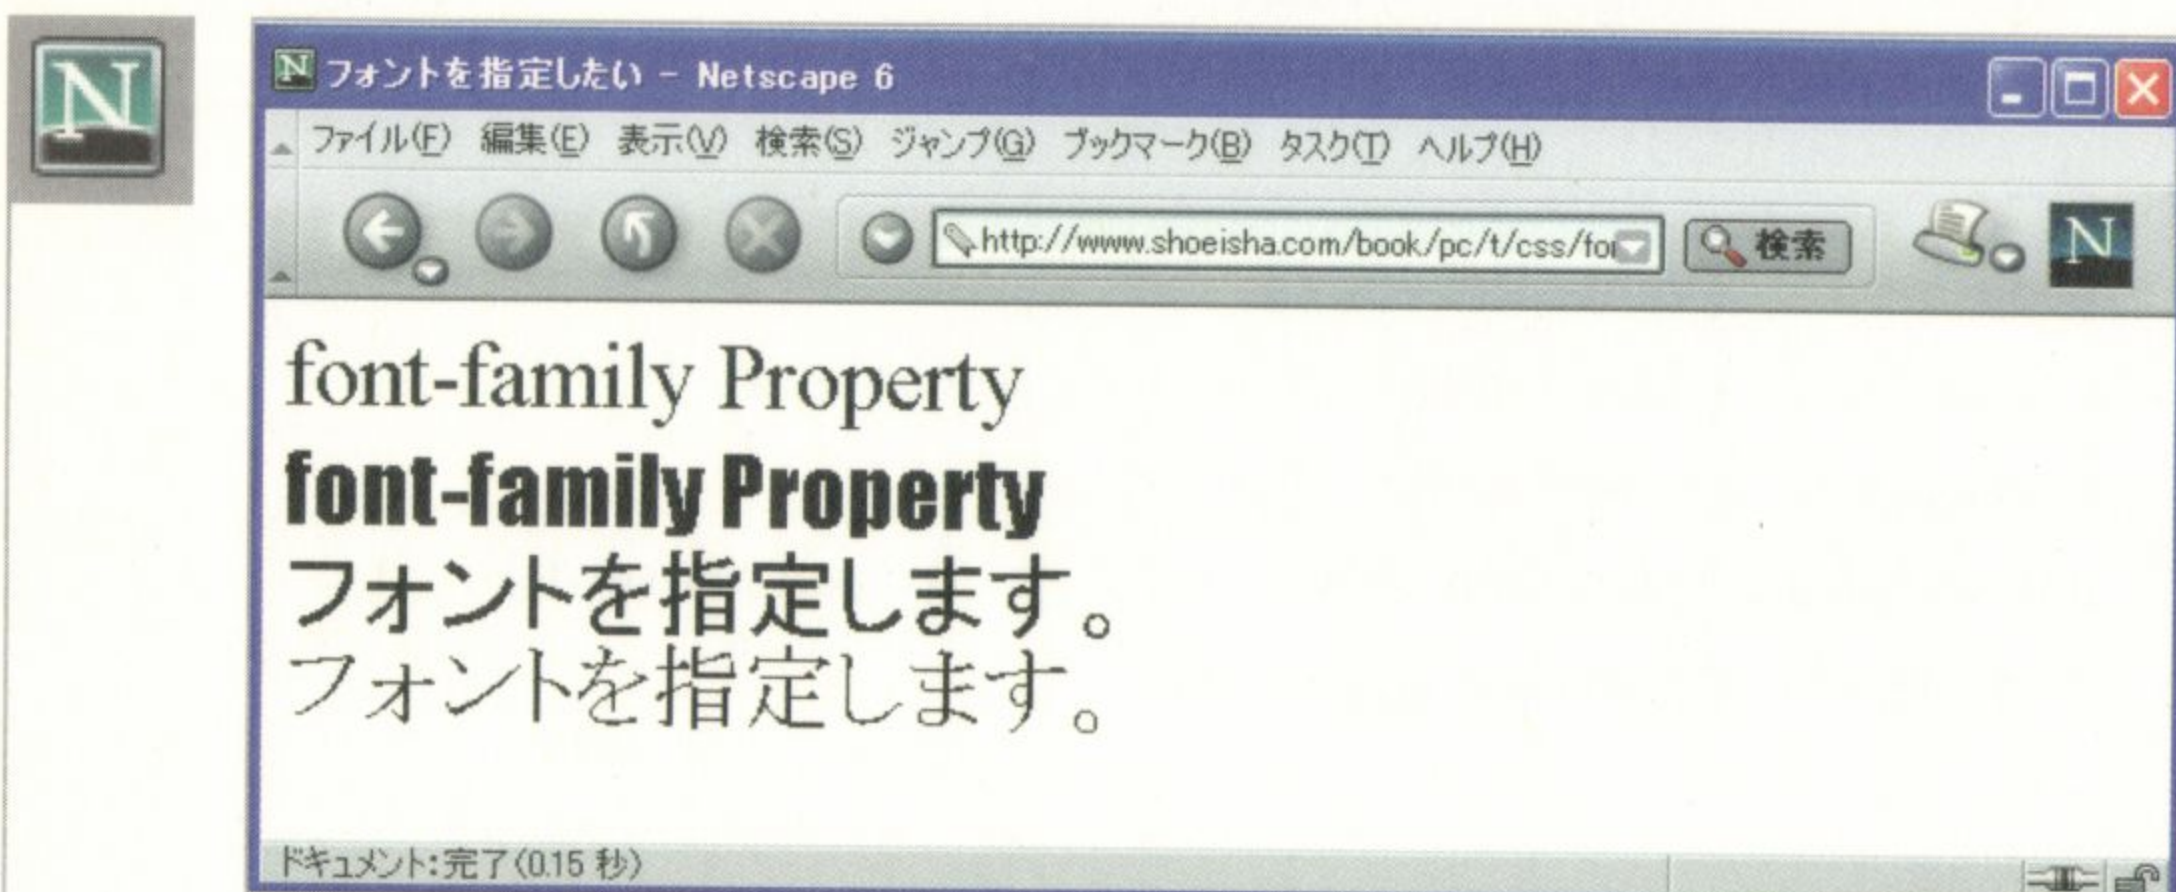 N
フォントを指定したい - Netscape 6
ファイル(F) 編集(E) 表示(V) 検索(S) ジャンプ(G) ブックマーク(B) タスク(T) ヘルプ(H)
http://www.shoeisha.com/book/pc/t/css/fo 検索 N
font-family Property
font-family Property
フォントを指定します。
フォントを指定します。
ドキュメント:完了(0.15 秒)